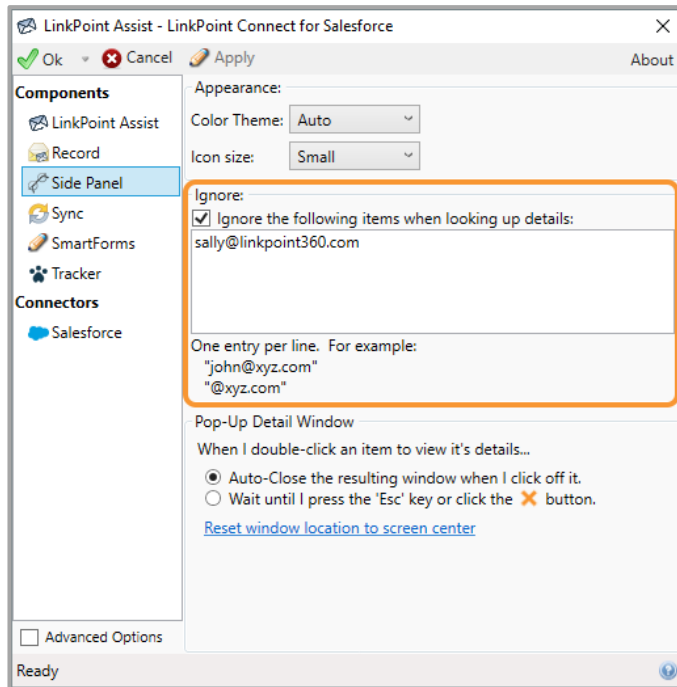 LinkPoint Assist - LinkPoint Connect for Salesforce
Ok Cancel Apply About
Components
LinkPoint Assist
Record
Side Panel
Sync
SmartForms
Tracker
Connectors
Salesforce
Advanced Options
Appearance:
Color Theme: Auto
Icon size: Small
Ignore:
Ignore the following items when looking up details:
sally@linkpoint360.com
One entry per line. For example:
"john@xyz.com"
"@xyz.com"
Pop-Up Detail Window
When I double-click an item to view it's details...
Auto-Close the resulting window when I click off it.
Wait until I press the 'Esc' key or click the button.
Reset window location to screen center
Ready